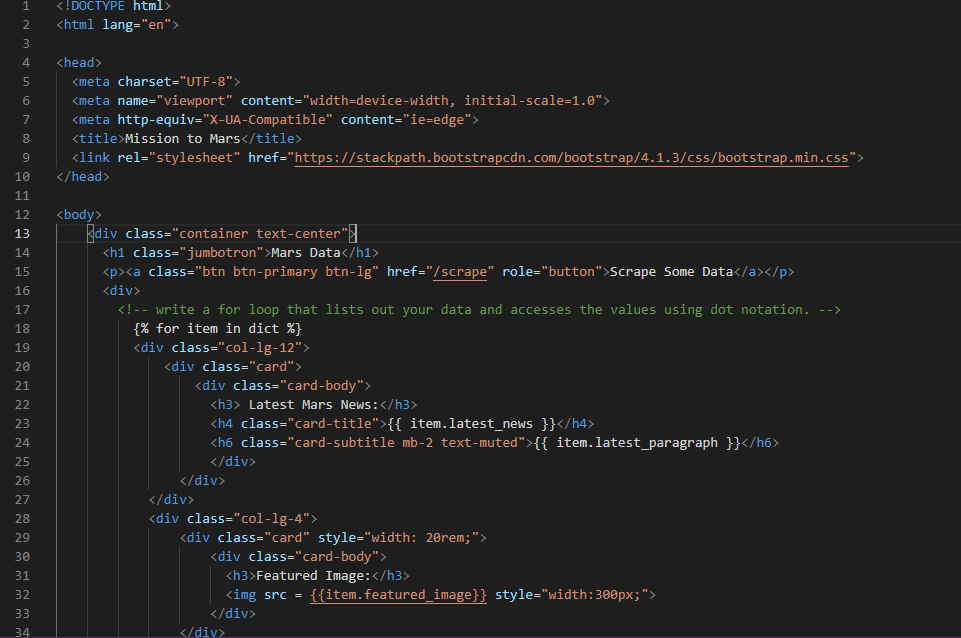 1 <!DOCTYPE html>
2 <html lang="en">
3
4 <head>
5 <meta charset="UTF-8">
6 <meta name="viewport" content="width=device-width, initial-scale=1.0">
7 <meta http-equiv="X-UA-Compatible" content="ie=edge">
8 <title>Mission to Mars</title>
9 <link rel="stylesheet" href="https://stackpath.bootstrapcdn.com/bootstrap/4.1.3/css/bootstrap.min.css">
10 </head>
11
12 <body>
13 <div class="container text-center">
14 <h1 class="jumbotron">Mars Data</h1>
15 <p><a class="btn btn-primary btn-lg" href="/scrape" role="button">Scrape Some Data</a></p>
16 <div>
17 <!-- write a for loop that lists out your data and accesses the values using dot notation. -->
18 {% for item in dict %}
19 <div class="col-lg-12">
20 <div class="card">
21 <div class="card-body">
22 <h3> Latest Mars News:</h3>
23 <h4 class="card-title">{{ item.latest_news }}</h4>
24 <h6 class="card-subtitle mb-2 text-muted">{{ item.latest_paragraph }}</h6>
25 </div>
26 </div>
27 </div>
28 <div class="col-lg-4">
29 <div class="card" style="width: 20rem;">
30 <div class="card-body">
31 <h3>Featured Image:</h3>
32 <img src = {{item.featured_image}} style="width:300px;">
33 </div>
34 </div>